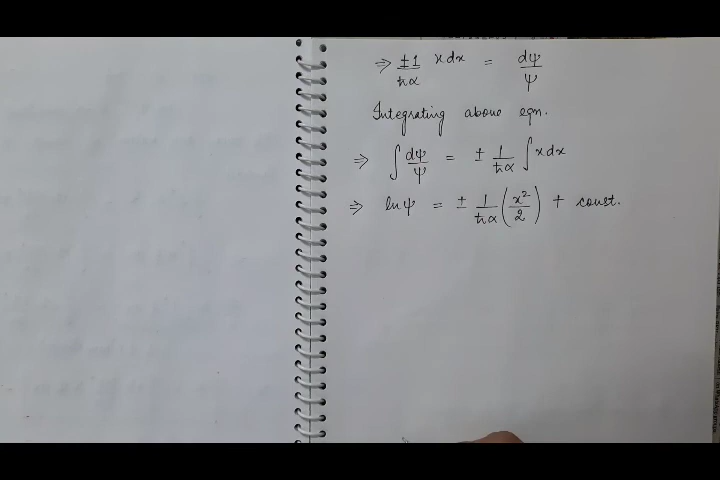 ⇒ ±1/ħα x dx = dψ/ψ
Integrating above eqn.
⇒ ∫ dψ/ψ = ± 1/ħα ∫ x dx
⇒ ln ψ = ± 1/ħα (x²/2) + const.